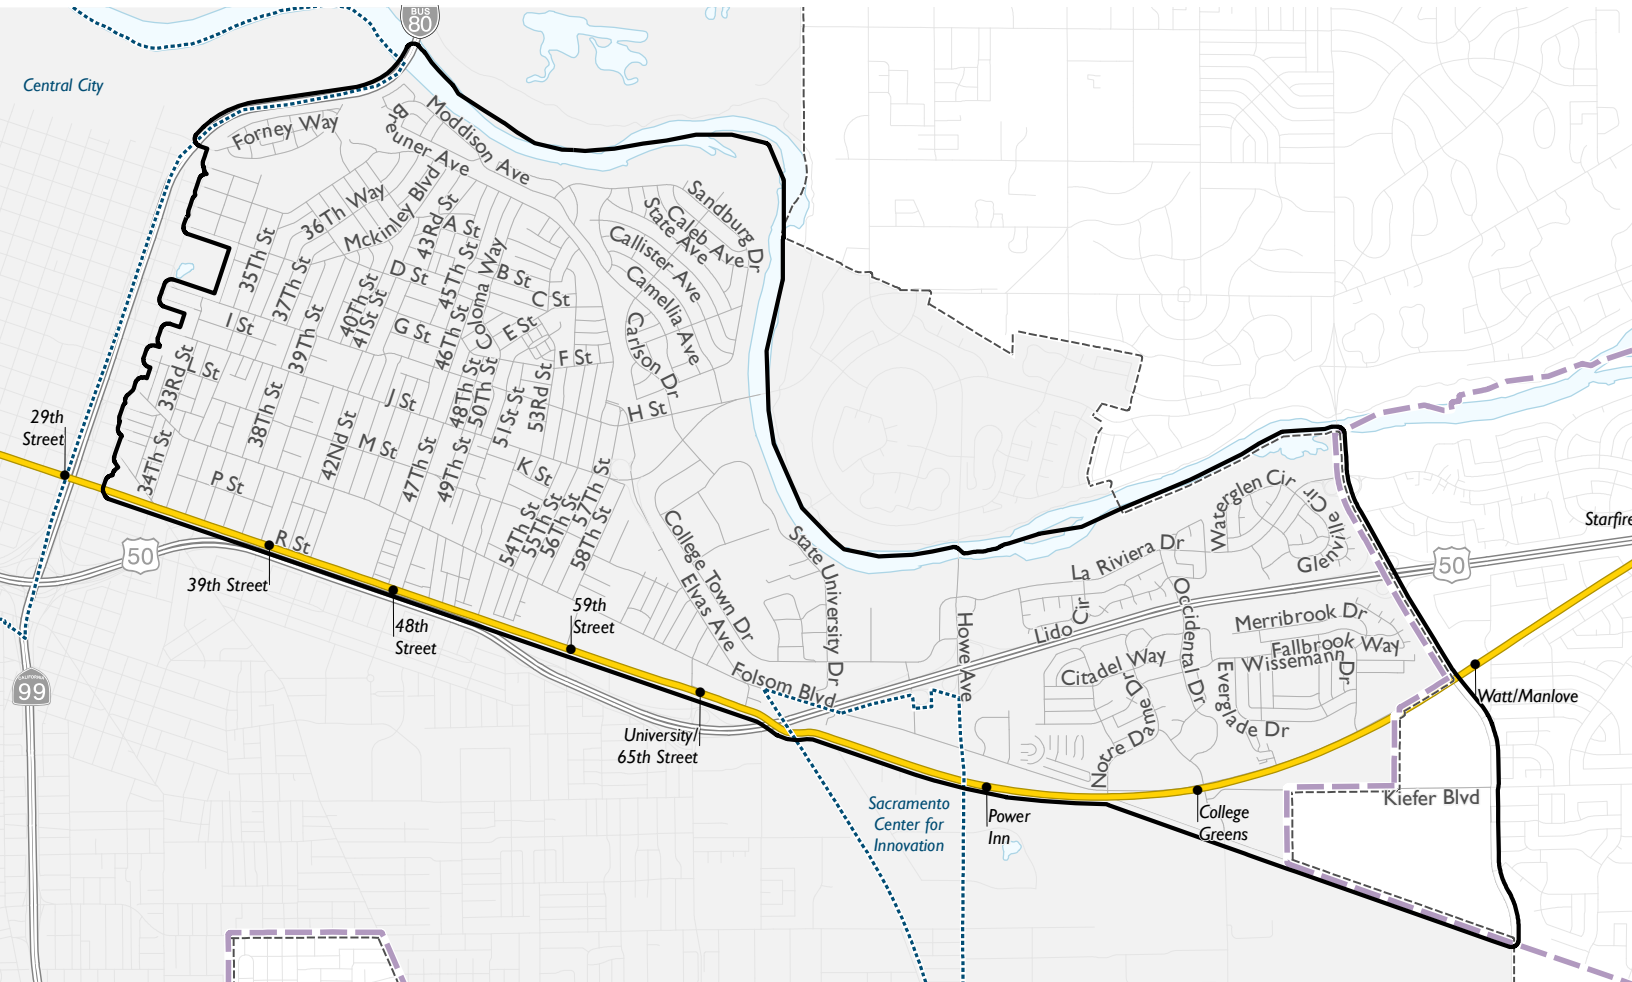 BUS
80
Central City
Forney Way
Breuner Ave
Moddison Ave
36Th Way
Mckinley Blvd
43Rd St
A St
Sandburg Dr
Caleb Ave
State Ave
Callister Ave
Camellia Ave
Carlson Dr
35Th St
37Th St
39Th St
40Th St
41St St
D St
45Th St
Coloma Way
B St
C St
E St
F St
G St
46Th St
I St
33Rd St
L St
38Th St
J St
48Th St
50Th St
51St St
53Rd St
H St
29th
Street
34Th St
P St
42Nd St
M St
47Th St
49Th St
K St
54Th St
55Th St
56Th St
57Th St
58Th St
R St
50
39th Street
48th
Street
59th
Street
College Town Dr
Elvas Ave
State University Dr
Folsom Blvd
University/
65th Street
99
CALIFORNIA
Howe Ave
La Riviera Dr
Lido Cir
Occidental Dr
Waterglen Cir
Glenville Cir
Starfire
50
Merribrook Dr
Fallbrook Way
Wissemann Dr
Citadel Way
Notre Dame Dr
Everglade Dr
Watt/Manlove
Kiefer Blvd
College
Greens
Power
Inn
Sacramento
Center for
Innovation